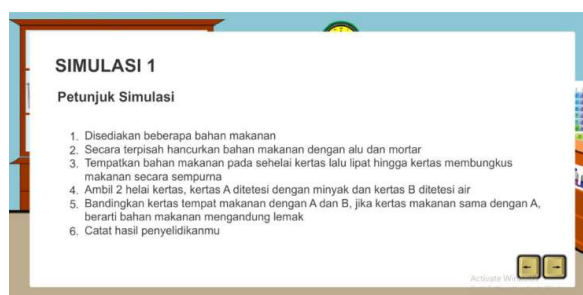 SIMULASI 1
Petunjuk Simulasi
1. Disediakan beberapa bahan makanan
2. Secara terpisah hancurkan bahan makanan dengan alu dan mortar
3. Tempatkan bahan makanan pada sehelai kertas lalu lipat hingga kertas membungkus
makanan secara sempurna
4. Ambil 2 helai kertas, kertas A ditetesi dengan minyak dan kertas B ditetesi air
5. Bandingkan kertas tempat makanan dengan A dan B, jika kertas makanan sama dengan A,
berarti bahan makanan mengandung lemak
6. Catat hasil penyelidikanmu
Activate